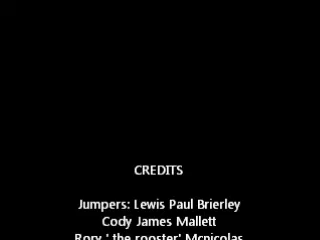 CREDITS
Jumpers: Lewis Paul Brierley
Cody James Mallett
Rory ' the rooster' Mcnicolas